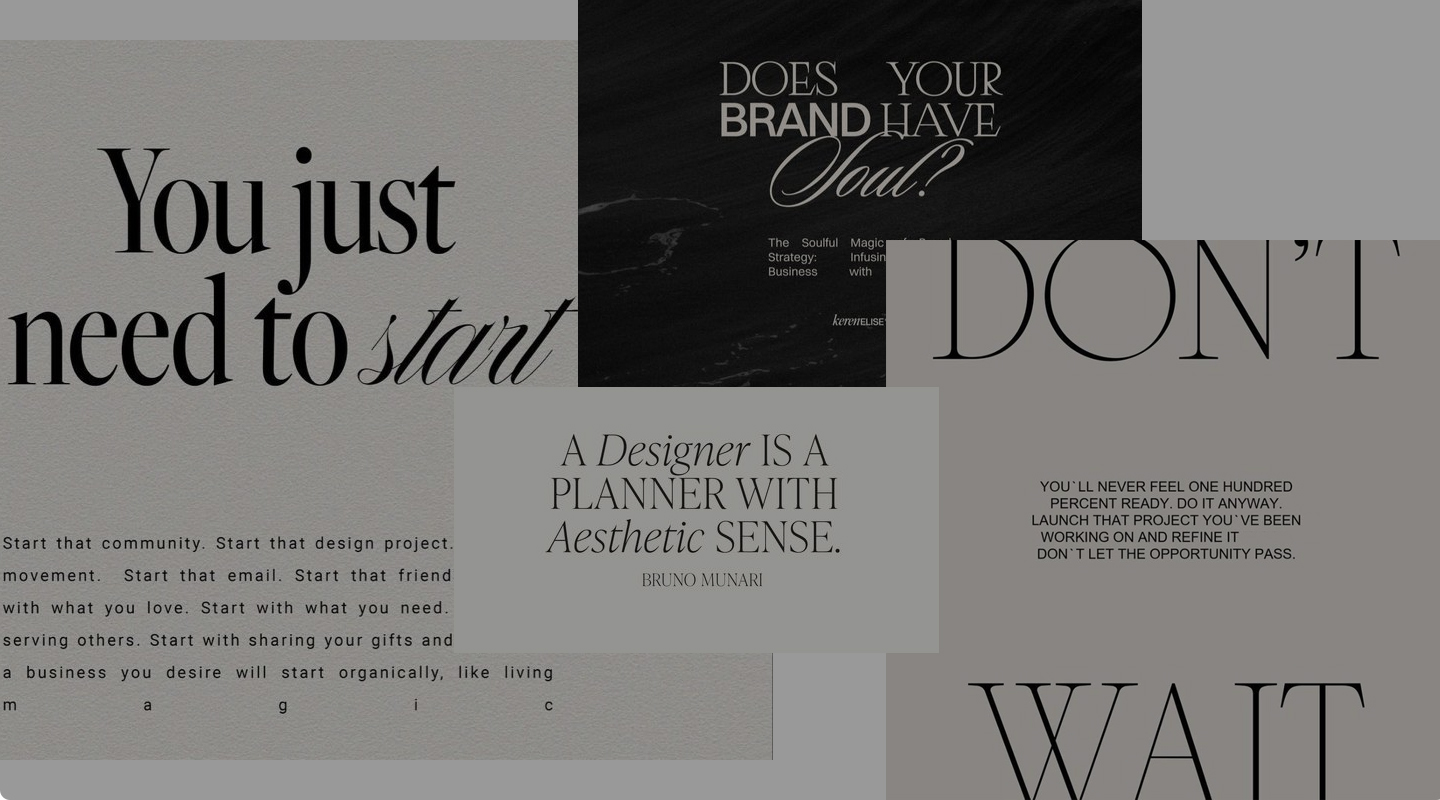 You just
need to start
Start that community. Start that design project.
movement. Start that email. Start that friend
with what you love. Start with what you need.
serving others. Start with sharing your gifts and
a business you desire will start organically, like living
m a g i c
DOES YOUR
BRAND HAVE
Soul?
The Soulful Magic
Strategy: Infusin
Business with
kerenELISE
A Designer IS A
PLANNER WITH
Aesthetic SENSE.
BRUNO MUNARI
DON'T
YOU`LL NEVER FEEL ONE HUNDRED
PERCENT READY. DO IT ANYWAY.
LAUNCH THAT PROJECT YOU`VE BEEN
WORKING ON AND REFINE IT
DON`T LET THE OPPORTUNITY PASS.
WAIT